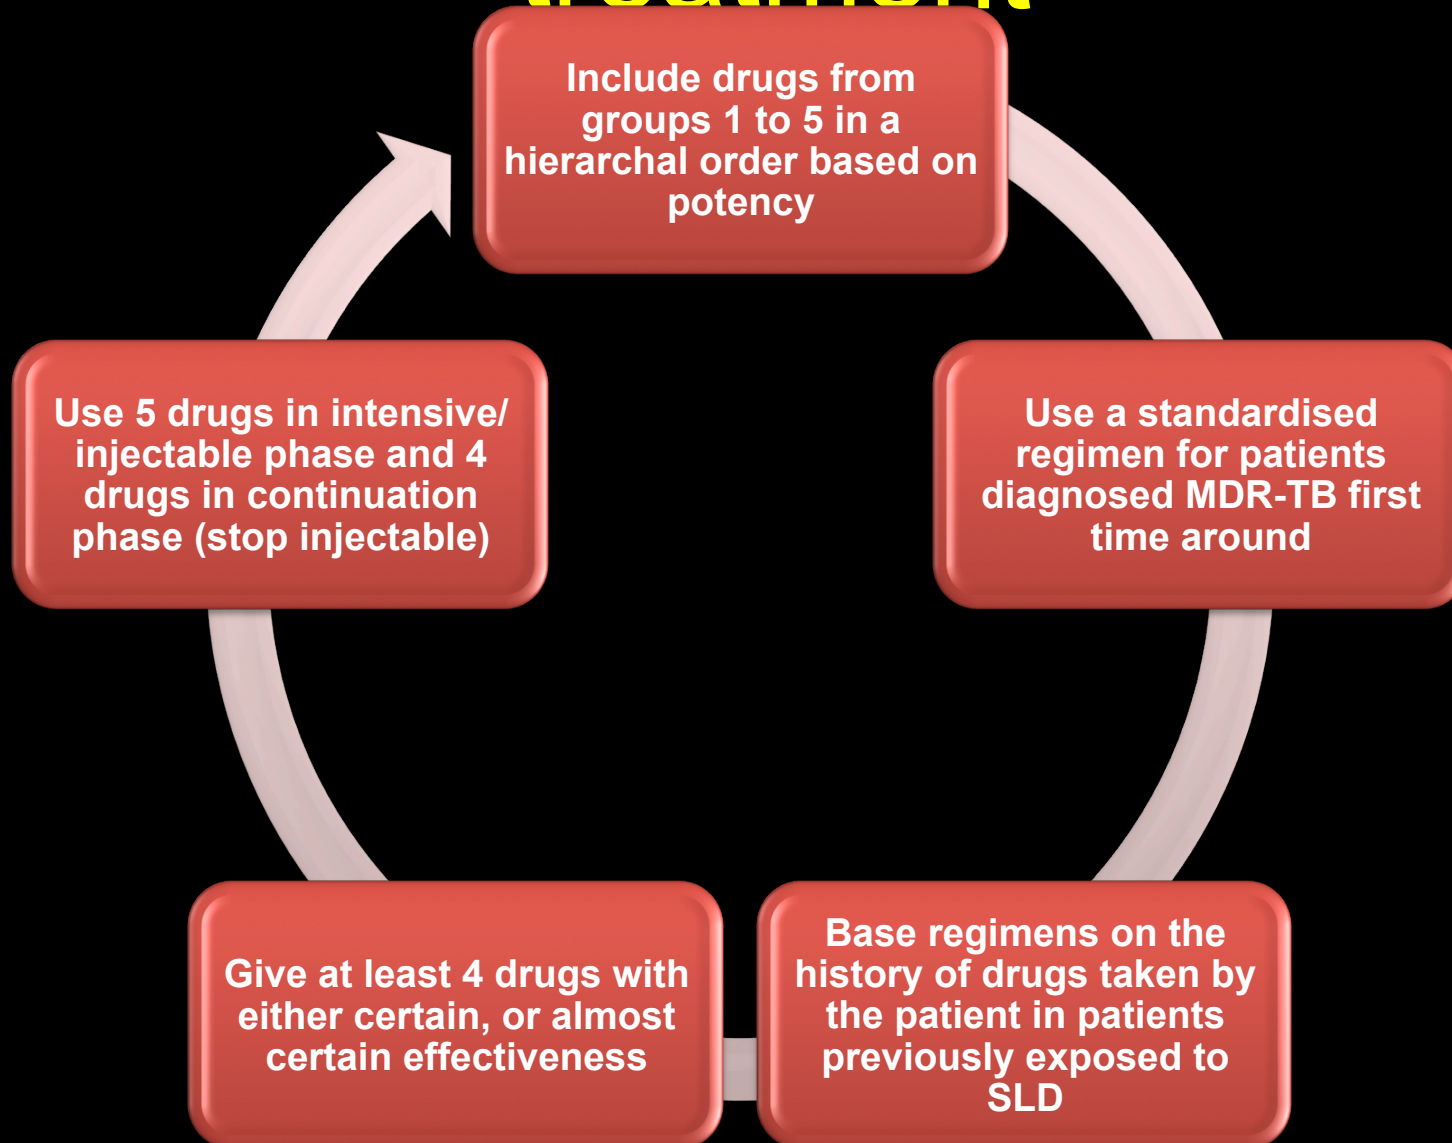 treatment
Include drugs from
groups 1 to 5 in a
hierarchal order based on
potency
Use a standardised
regimen for patients
diagnosed MDR-TB first
time around
Base regimens on the
history of drugs taken by
the patient in patients
previously exposed to
SLD
Give at least 4 drugs with
either certain, or almost
certain effectiveness
Use 5 drugs in intensive/
injectable phase and 4
drugs in continuation
phase (stop injectable)